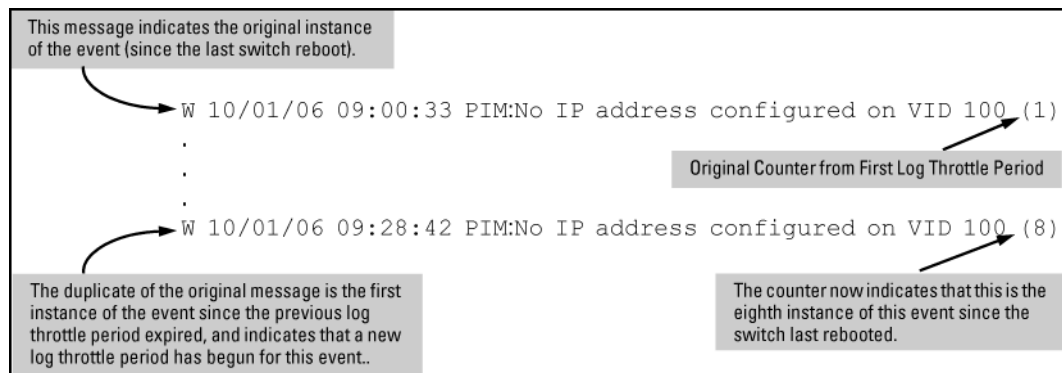 This message indicates the original instance
of the event (since the last switch reboot).
W 10/01/06 09:00:33 PIM:No IP address configured on VID 100 (1)
.
.
.
Original Counter from First Log Throttle Period
W 10/01/06 09:28:42 PIM:No IP address configured on VID 100 (8)
The duplicate of the original message is the first
instance of the event since the previous log
throttle period expired, and indicates that a new
log throttle period has begun for this event..
The counter now indicates that this is the
eighth instance of this event since the
switch last rebooted.